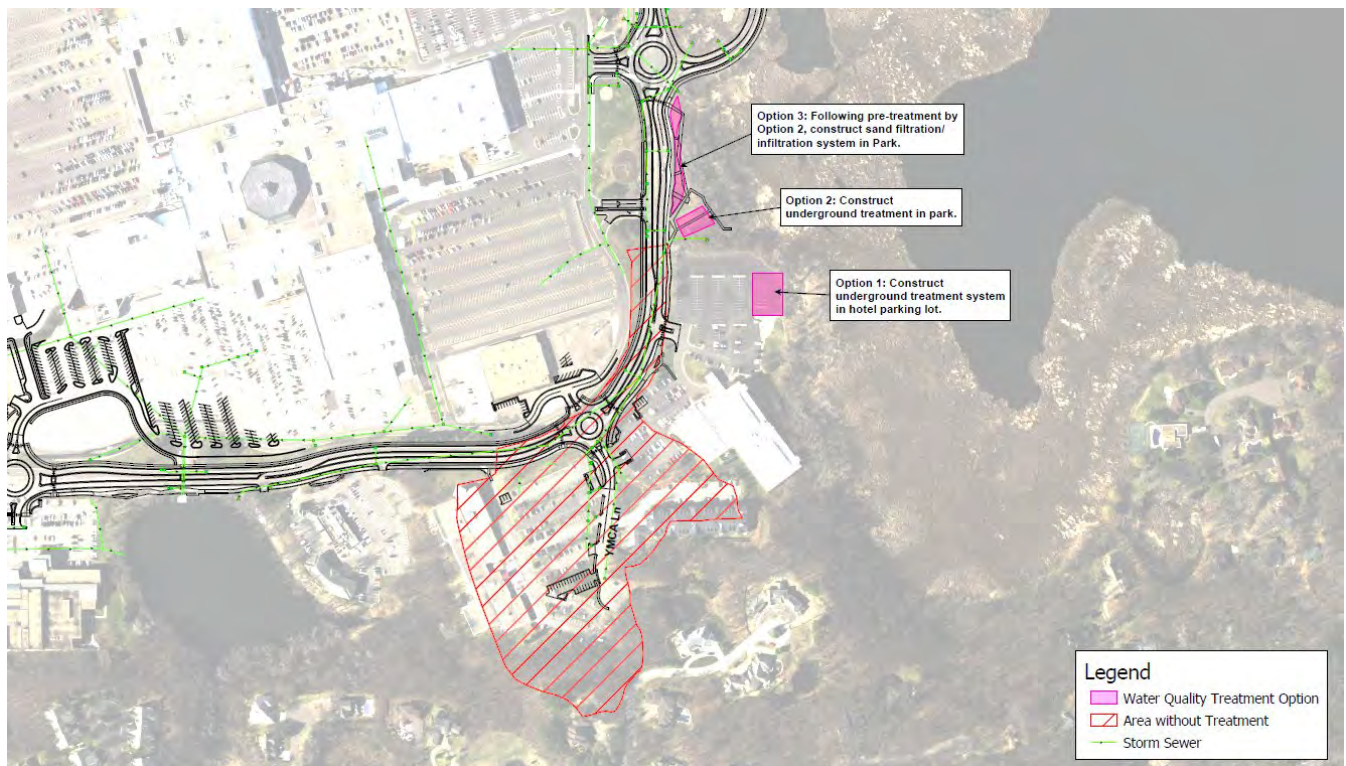 Option 3: Following pre-treatment by
Option 2, construct sand filtration/
infiltration system in Park.
Option 2: Construct
underground treatment in park.
Option 1: Construct
underground treatment system
in hotel parking lot.
YMCA Ln
Legend
Water Quality Treatment Option
Area without Treatment
Storm Sewer